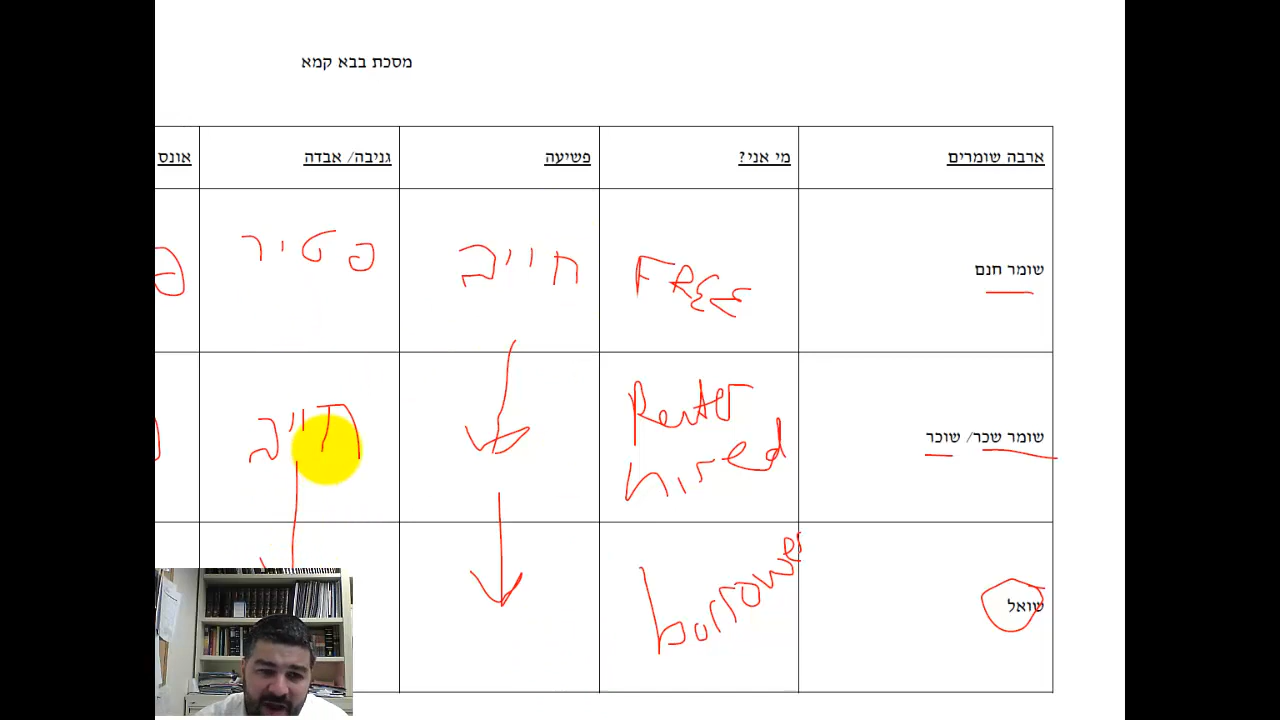 מסכת בבא קמא
ארבה שומרים מי אני? פשיעה גניבה/ אבדה אונס
שומר חנם FREE חייב פטיר פ
שומר שכר/ שוכר Renter hired חייב
שואל borrower